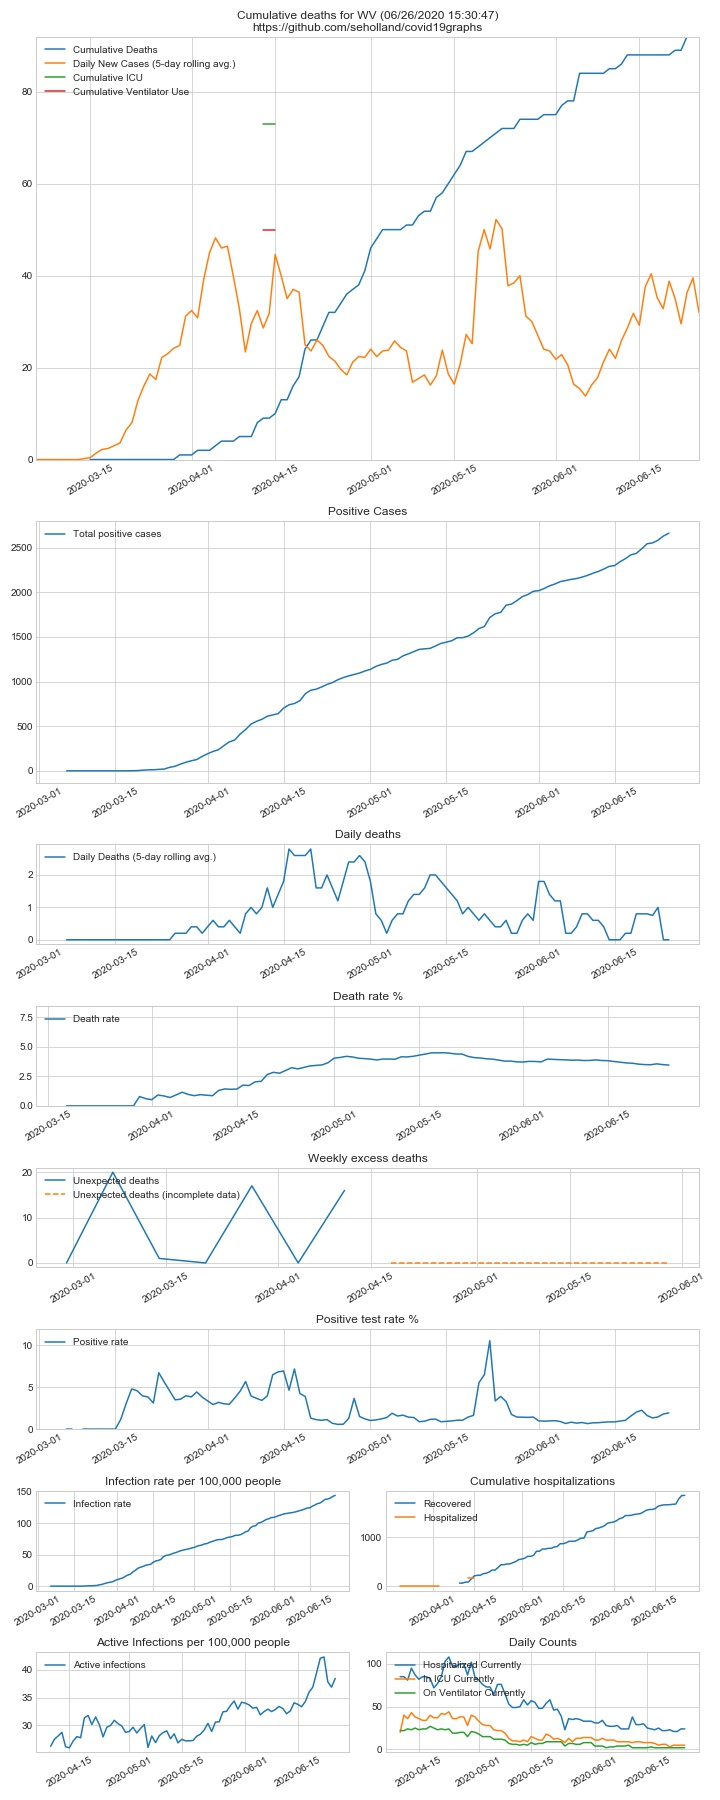 Cumulative deaths for WV (06/26/2020 15:30:47)
https://github.com/seholland/covid19graphs
Cumulative Deaths
Daily New Cases (5-day rolling avg.)
Cumulative ICU
Cumulative Ventilator Use
80
60
40
20
0
2020-03-15 2020-04-01 2020-04-15 2020-05-01 2020-05-15 2020-06-01 2020-06-15
Positive Cases
Total positive cases
2500
2000
1500
1000
500
0
2020-03-01 2020-03-15 2020-04-01 2020-04-15 2020-05-01 2020-05-15 2020-06-01 2020-06-15
Daily deaths
Daily Deaths (5-day rolling avg.)
2
1
0
2020-03-01 2020-03-15 2020-04-01 2020-04-15 2020-05-01 2020-05-15 2020-06-01 2020-06-15
Death rate %
Death rate
7.5
5.0
2.5
0.0
2020-03-15 2020-04-01 2020-04-15 2020-05-01 2020-05-15 2020-06-01 2020-06-15
Weekly excess deaths
Unexpected deaths
Unexpected deaths (incomplete data)
20
10
0
2020-03-01 2020-03-15 2020-04-01 2020-04-15 2020-05-01 2020-05-15 2020-06-01
Positive test rate %
Positive rate
10
5
0
2020-03-01 2020-03-15 2020-04-01 2020-04-15 2020-05-01 2020-05-15 2020-06-01 2020-06-15
Infection rate per 100,000 people
Infection rate
150
100
50
0
2020-03-01 2020-03-15 2020-04-01 2020-04-15 2020-05-01 2020-05-15 2020-06-01 2020-06-15
Cumulative hospitalizations
Recovered
Hospitalized
1000
0
2020-04-01 2020-04-15 2020-05-01 2020-05-15 2020-06-01 2020-06-15
Active Infections per 100,000 people
Active infections
40
35
30
2020-04-15 2020-05-01 2020-05-15 2020-06-01 2020-06-15
Daily Counts
Hospitalized Currently
In ICU Currently
On Ventilator Currently
100
50
0
2020-04-15 2020-05-01 2020-05-15 2020-06-01 2020-06-15